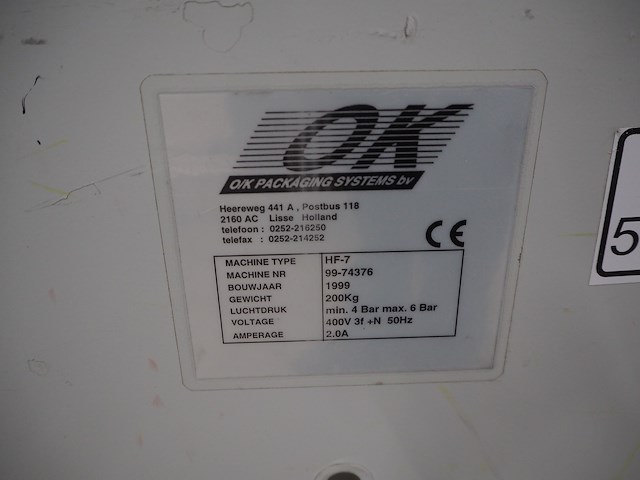 OK
O/K PACKAGING SYSTEMS bv
Heereweg 441 A , Postbus 118
2160 AC Lisse Holland
telefoon : 0252-216250
telefax : 0252-214252
CE
MACHINE TYPE HF-7
MACHINE NR 99-74376
BOUWJAAR 1999
GEWICHT 200Kg
LUCHTDRUK min. 4 Bar max. 6 Bar
VOLTAGE 400V 3f +N 50Hz
AMPERAGE 2.0A
5